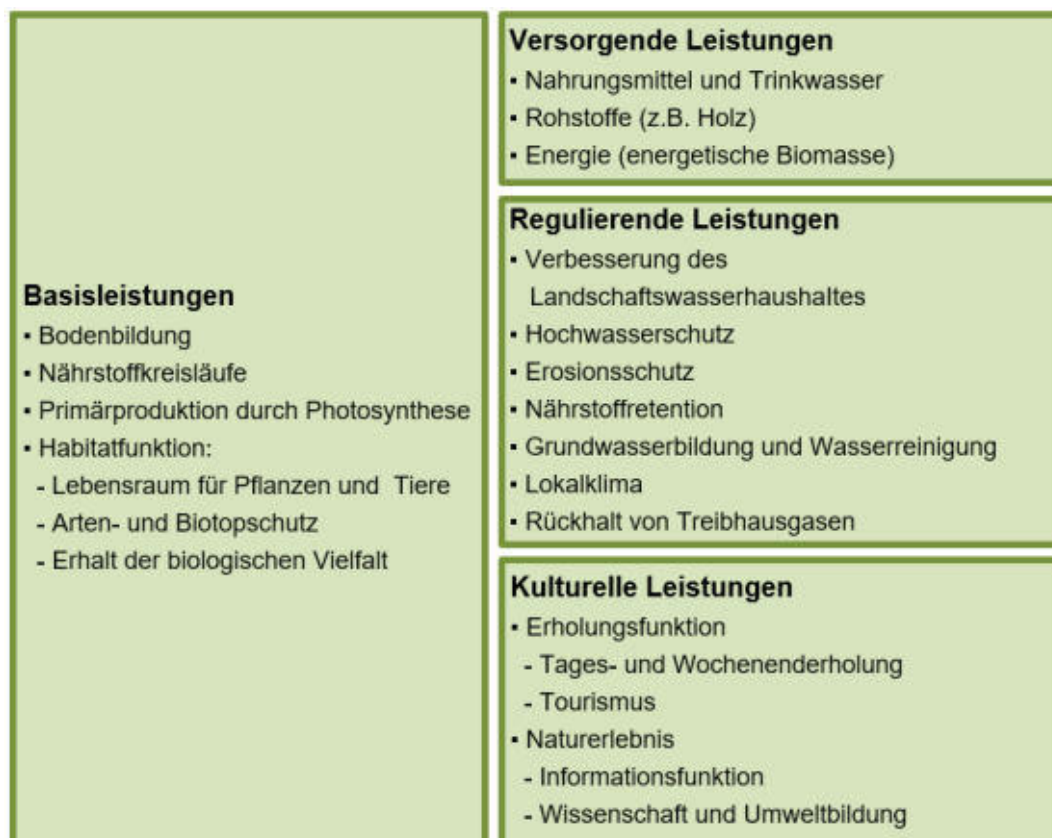 Basisleistungen
▪ Bodenbildung
▪ Nährstoffkreisläufe
▪ Primärproduktion durch Photosynthese
▪ Habitatfunktion:
- Lebensraum für Pflanzen und Tiere
- Arten- und Biotopschutz
- Erhalt der biologischen Vielfalt
Versorgende Leistungen
▪ Nahrungsmittel und Trinkwasser
▪ Rohstoffe (z.B. Holz)
▪ Energie (energetische Biomasse)
Regulierende Leistungen
▪ Verbesserung des
Landschaftswasserhaushaltes
▪ Hochwasserschutz
▪ Erosionsschutz
▪ Nährstoffretention
▪ Grundwasserbildung und Wasserreinigung
▪ Lokalklima
▪ Rückhalt von Treibhausgasen
Kulturelle Leistungen
▪ Erholungsfunktion
- Tages- und Wochenenderholung
- Tourismus
▪ Naturerlebnis
- Informationsfunktion
- Wissenschaft und Umweltbildung